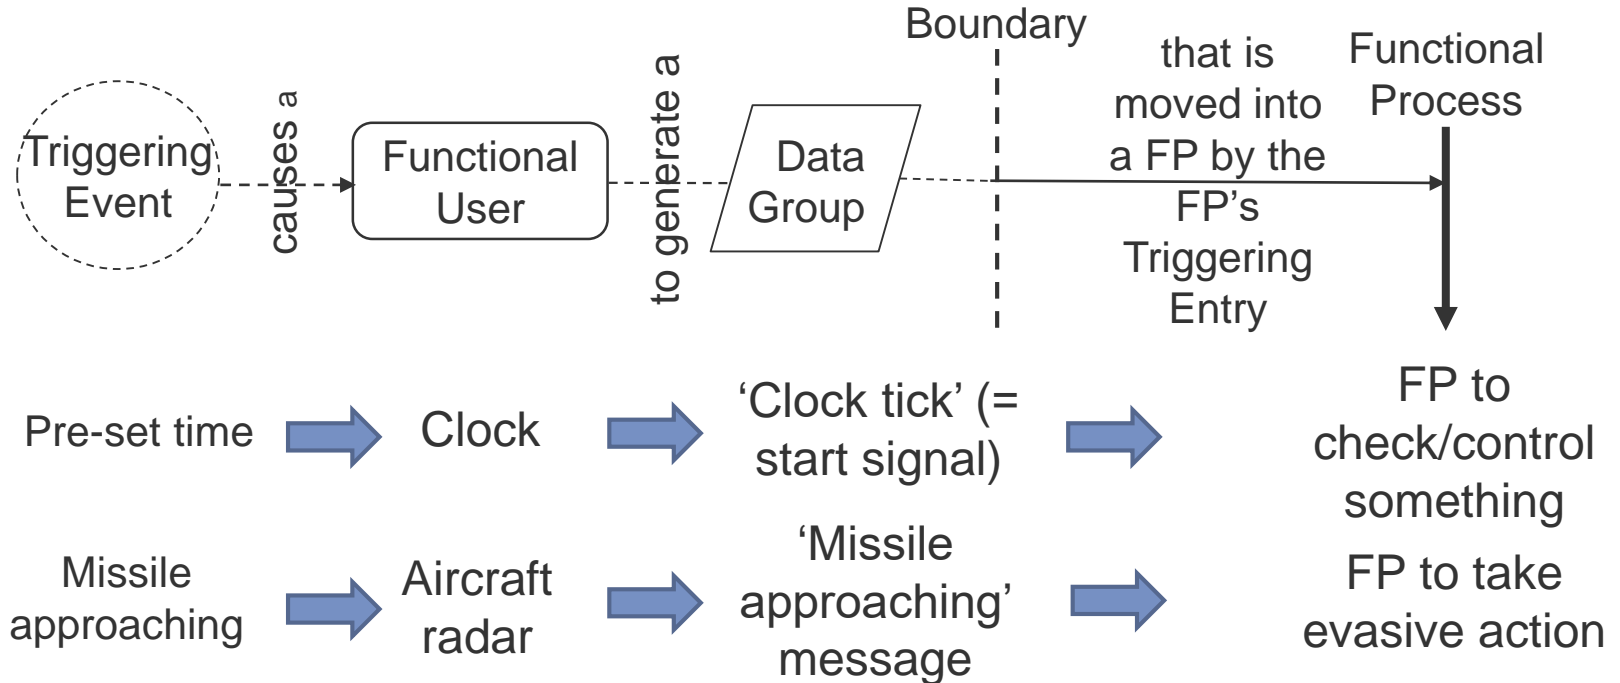 Triggering
Event
causes a
Functional
User
to generate a
Data
Group
Boundary
that is
moved into
a FP by the
FP's
Triggering
Entry
Functional
Process
Pre-set time
Clock
‘Clock tick’ (=
start signal)
FP to
check/control
something
Missile
approaching
Aircraft
radar
‘Missile
approaching’
message
FP to take
evasive action